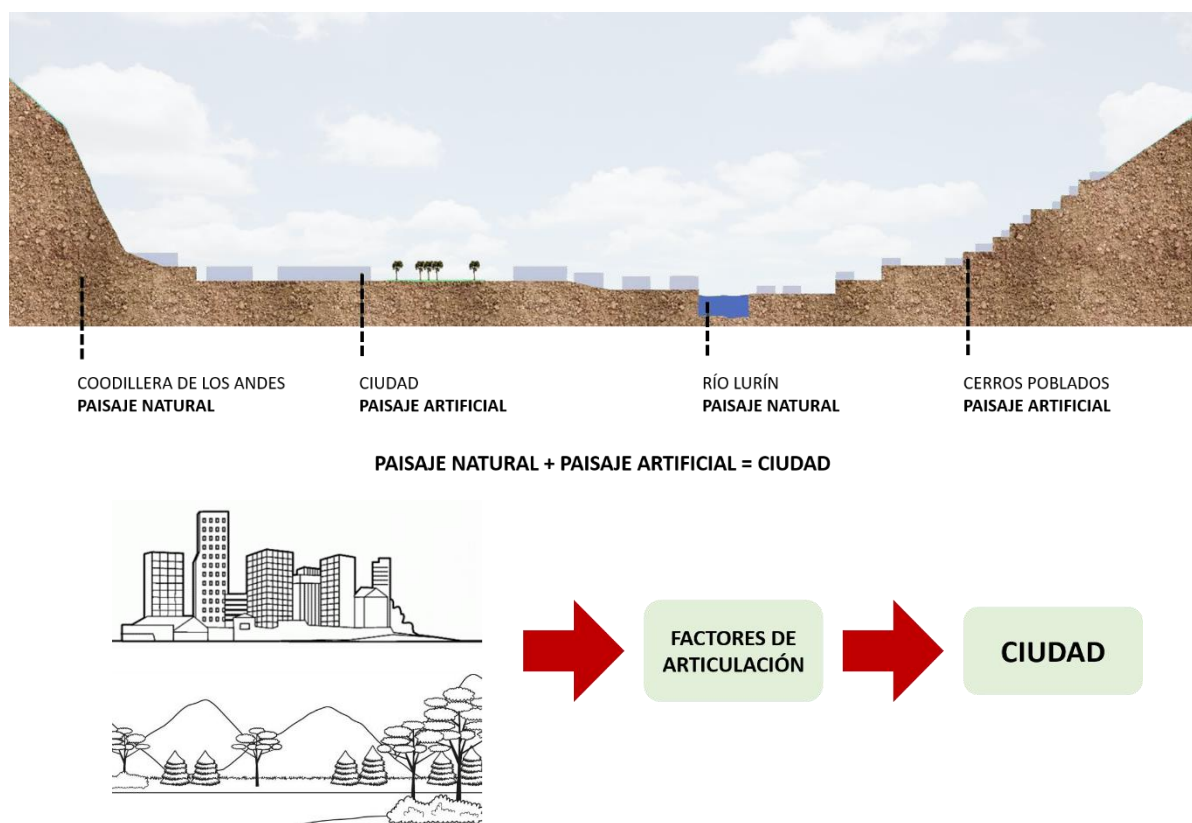 COODILLERA DE LOS ANDES
PAISAJE NATURAL
CIUDAD
PAISAJE ARTIFICIAL
RÍO LURÍN
PAISAJE NATURAL
CERROS POBLADOS
PAISAJE ARTIFICIAL
PAISAJE NATURAL + PAISAJE ARTIFICIAL = CIUDAD
FACTORES DE
ARTICULACIÓN
CIUDAD